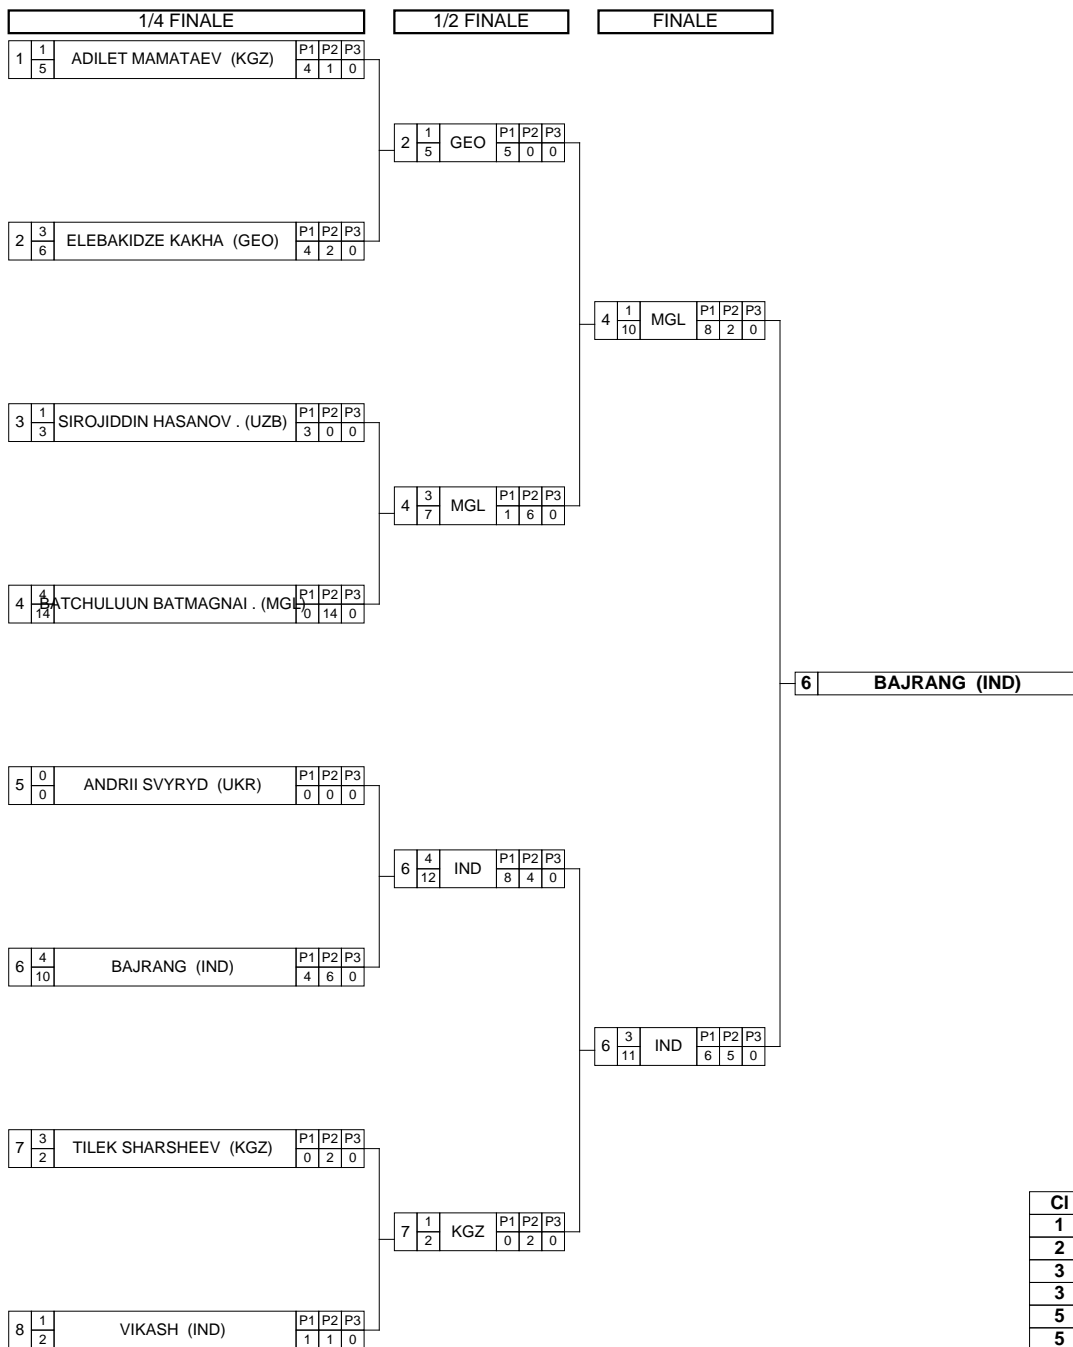 1/4 FINALE 1/2 FINALE FINALE
1 1 5 ADILET MAMATAEV (KGZ) P1 P2 P3 4 1 0
2 1 5 GEO P1 P2 P3 5 0 0
2 3 6 ELEBAKIDZE KAKHA (GEO) P1 P2 P3 4 2 0
4 1 10 MGL P1 P2 P3 8 2 0
3 1 3 SIROJIDDIN HASANOV . (UZB) P1 P2 P3 3 0 0
4 3 7 MGL P1 P2 P3 1 6 0
4 4 14 BATCHULUUN BATMAGNAI . (MGL) P1 P2 P3 0 14 0
6 BAJRANG (IND)
5 0 0 ANDRII SVYRYD (UKR) P1 P2 P3 0 0 0
6 4 12 IND P1 P2 P3 8 4 0
6 4 10 BAJRANG (IND) P1 P2 P3 4 6 0
6 3 11 IND P1 P2 P3 6 5 0
7 3 2 TILEK SHARSHEEV (KGZ) P1 P2 P3 0 2 0
7 1 2 KGZ P1 P2 P3 0 2 0
8 1 2 VIKASH (IND) P1 P2 P3 1 1 0
Cl
1
2
3
3
5
5